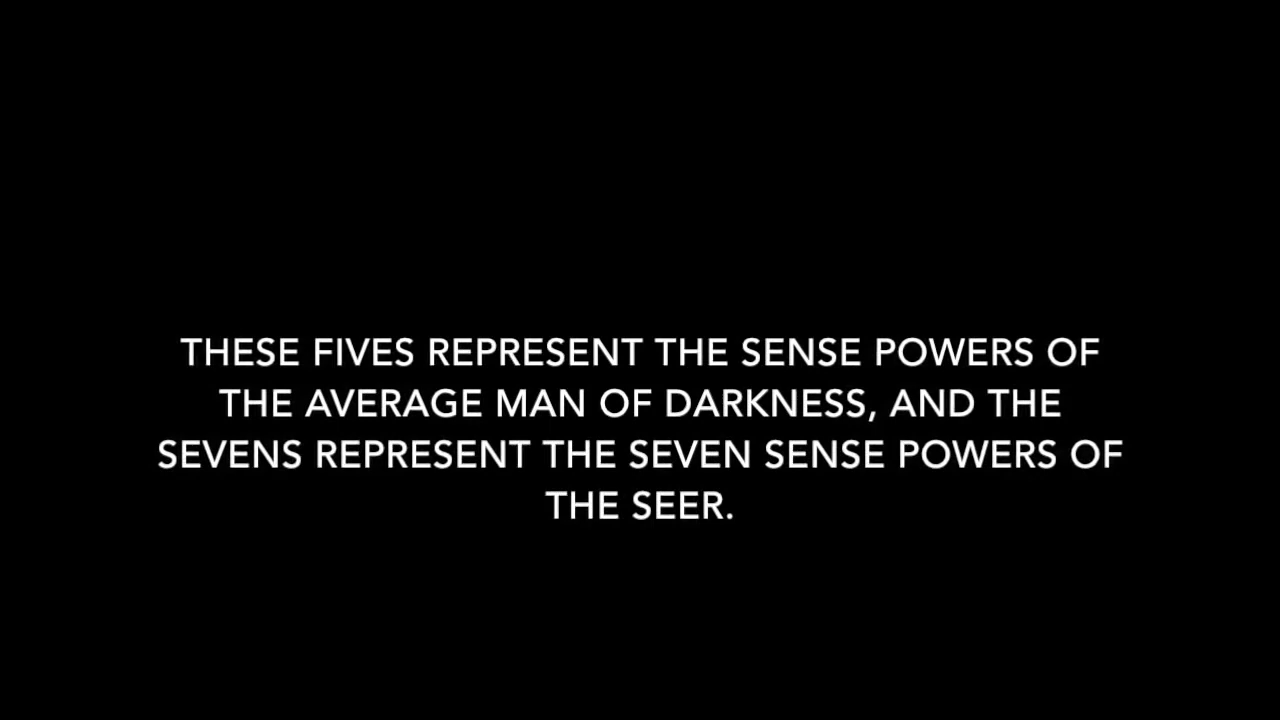 THESE FIVES REPRESENT THE SENSE POWERS OF
THE AVERAGE MAN OF DARKNESS, AND THE
SEVENS REPRESENT THE SEVEN SENSE POWERS OF
THE SEER.